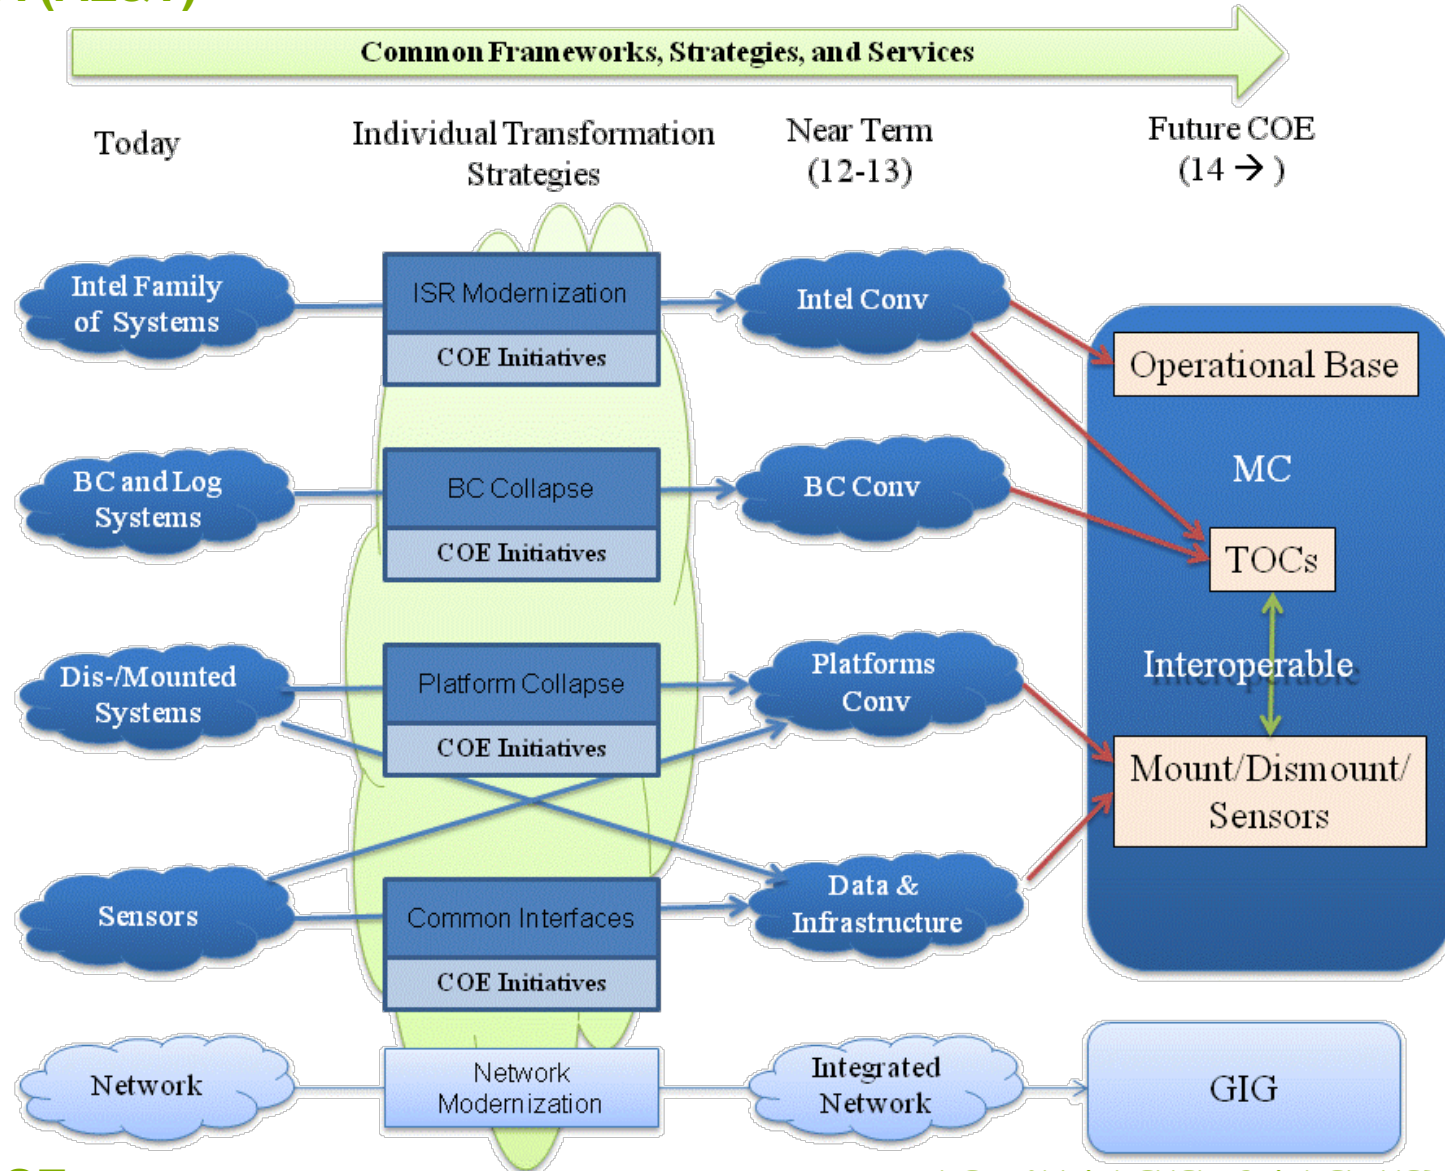 Common Frameworks, Strategies, and Services
Today
Individual Transformation
Strategies
Near Term
(12-13)
Future COE
(14 → )
Intel Family
of Systems
ISR Modernization
COE Initiatives
Intel Conv
Operational Base
MC
BC and Log
Systems
BC Collapse
COE Initiatives
BC Conv
TOCs
Interoperable
Dis-/Mounted
Systems
Platform Collapse
COE Initiatives
Platforms
Conv
Mount/Dismount/
Sensors
Sensors
Common Interfaces
COE Initiatives
Data &
Infrastructure
Network
Network
Modernization
Integrated
Network
GIG